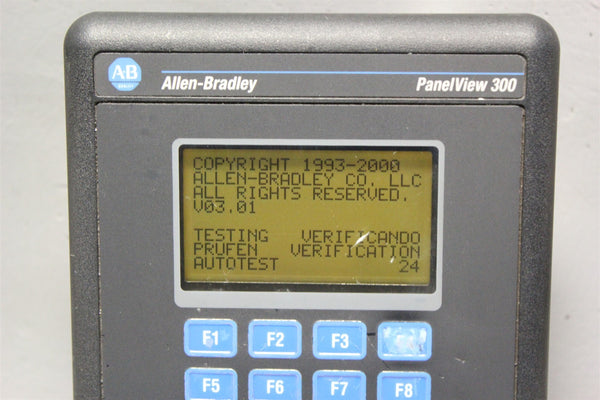 A·B
Allen-Bradley
PanelView 300
COPYRIGHT 1993-2000
ALLEN-BRADLEY CO. LLC
ALL RIGHTS RESERVED.
V03.01
TESTING VERIFICANDO
PRUFEN VERIFICATION
AUTOTEST 24
F1 F2 F3
F5 F6 F7 F8